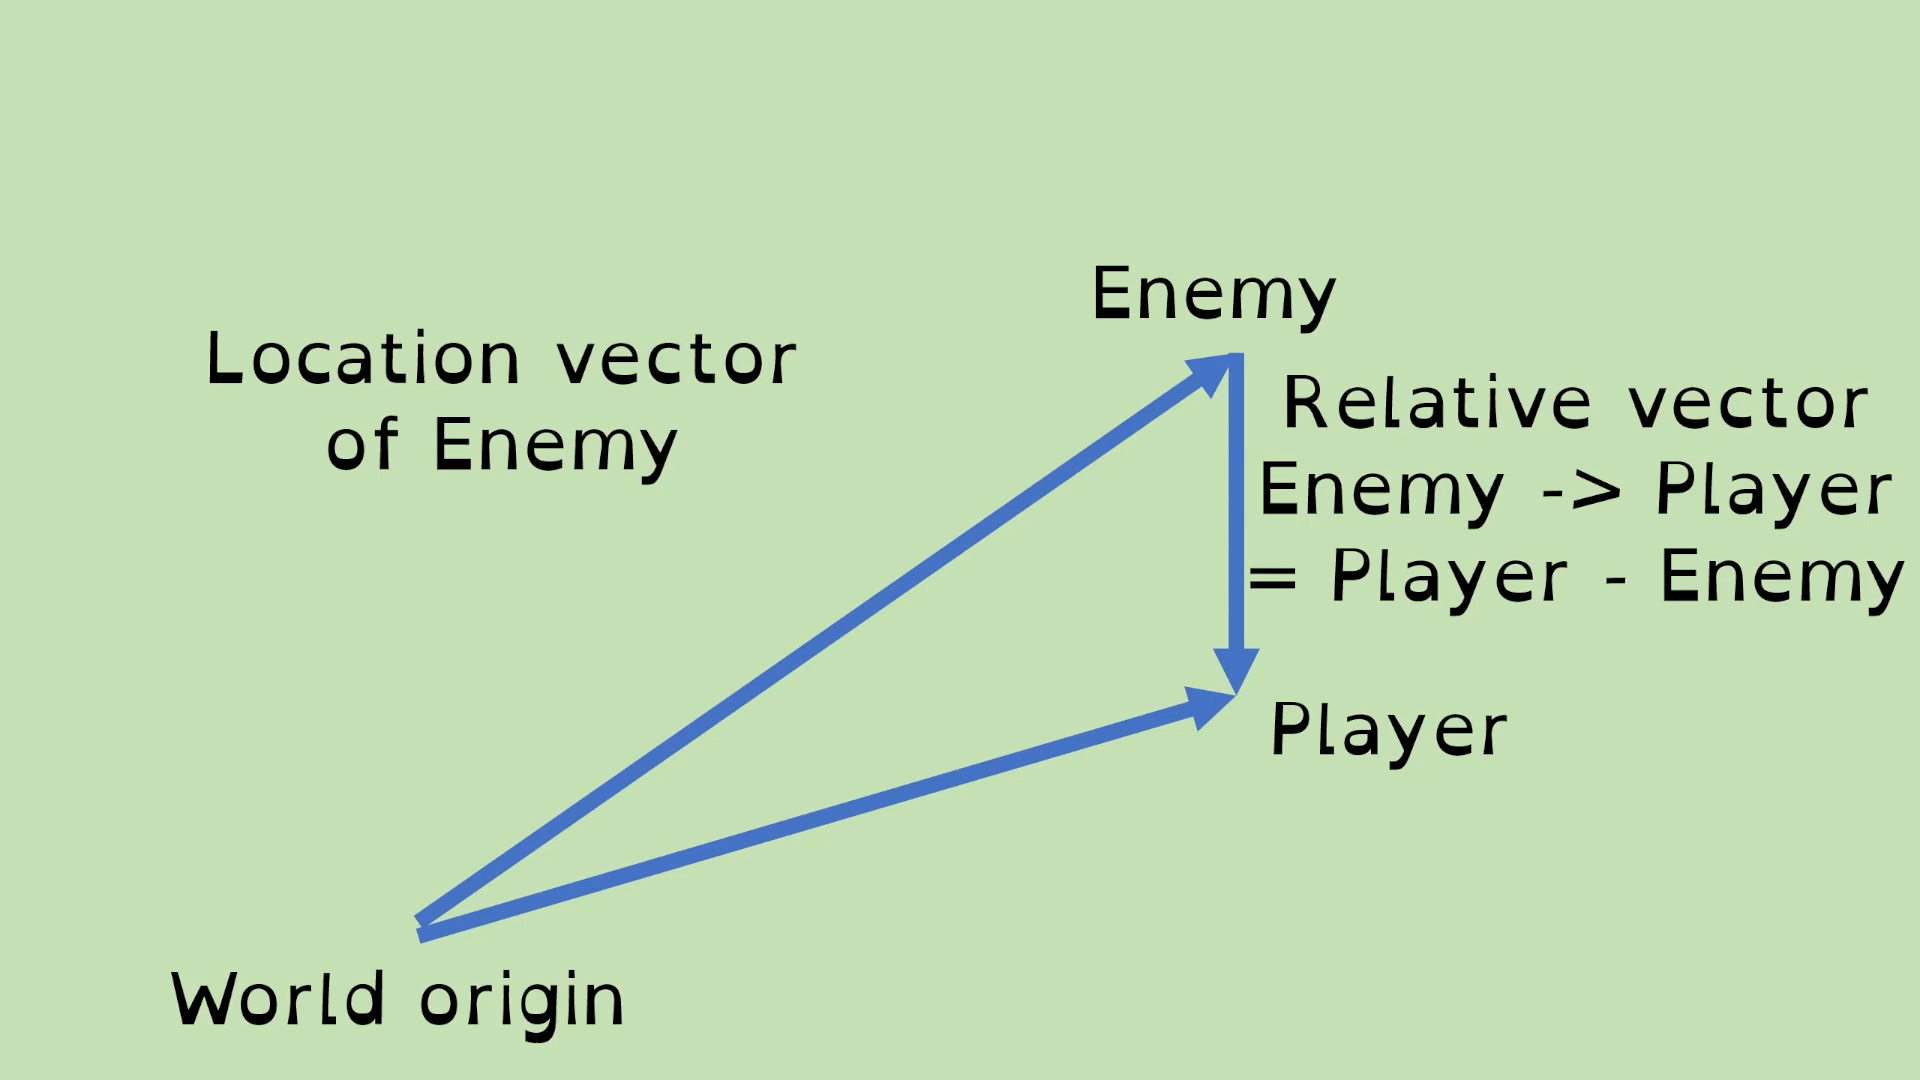 Enemy
Location vector
of Enemy
Relative vector
Enemy -> Player
= Player - Enemy
Player
World origin